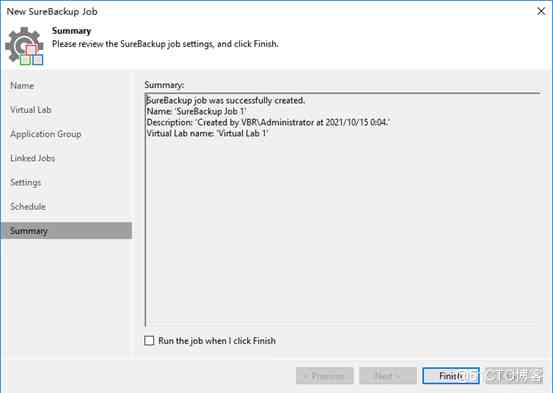 New SureBackup Job
Summary
Please review the SureBackup job settings, and click Finish.
Name
Virtual Lab
Application Group
Linked Jobs
Settings
Schedule
Summary
Summary:
SureBackup job was successfully created.
Name: 'SureBackup Job 1'
Description: 'Created by VBR\Administrator at 2021/10/15 0:04.'
Virtual Lab name: 'Virtual Lab 1'
Run the job when I click Finish
< Previous
Next >
Finish
@51CTO博客